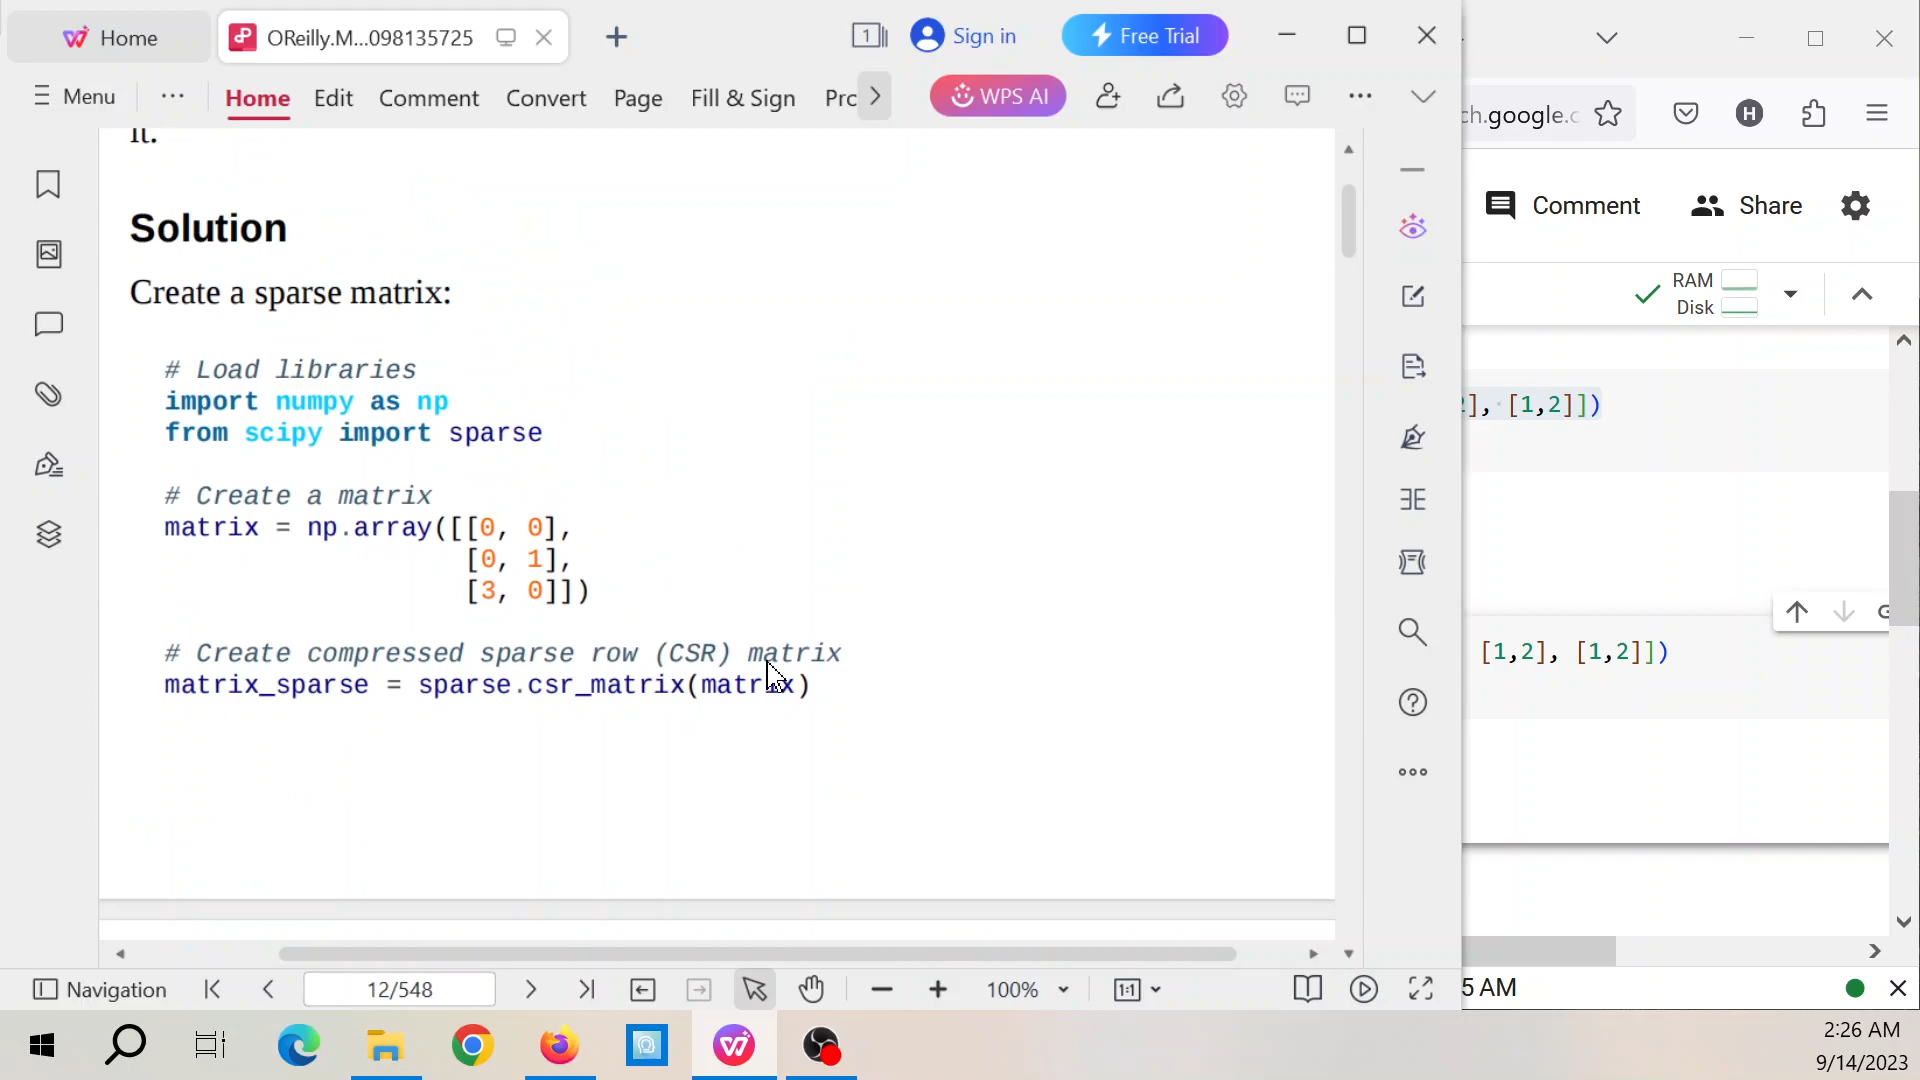 Home
OReilly.M...098135725
1
Sign in
Free Trial
Menu
Home
Edit
Comment
Convert
Page
Fill & Sign
WPS AI
ch.google.c
H
it.
Solution
Create a sparse matrix:
# Load libraries
import numpy as np
from scipy import sparse
# Create a matrix
matrix = np.array([[0, 0],
[0, 1],
[3, 0]])
# Create compressed sparse row (CSR) matrix
matrix_sparse = sparse.csr_matrix(matrix)
Comment
Share
RAM
Disk
], [1,2]])
[1,2], [1,2]])
Navigation
12/548
100%
1:1
5 AM
2:26 AM
9/14/2023